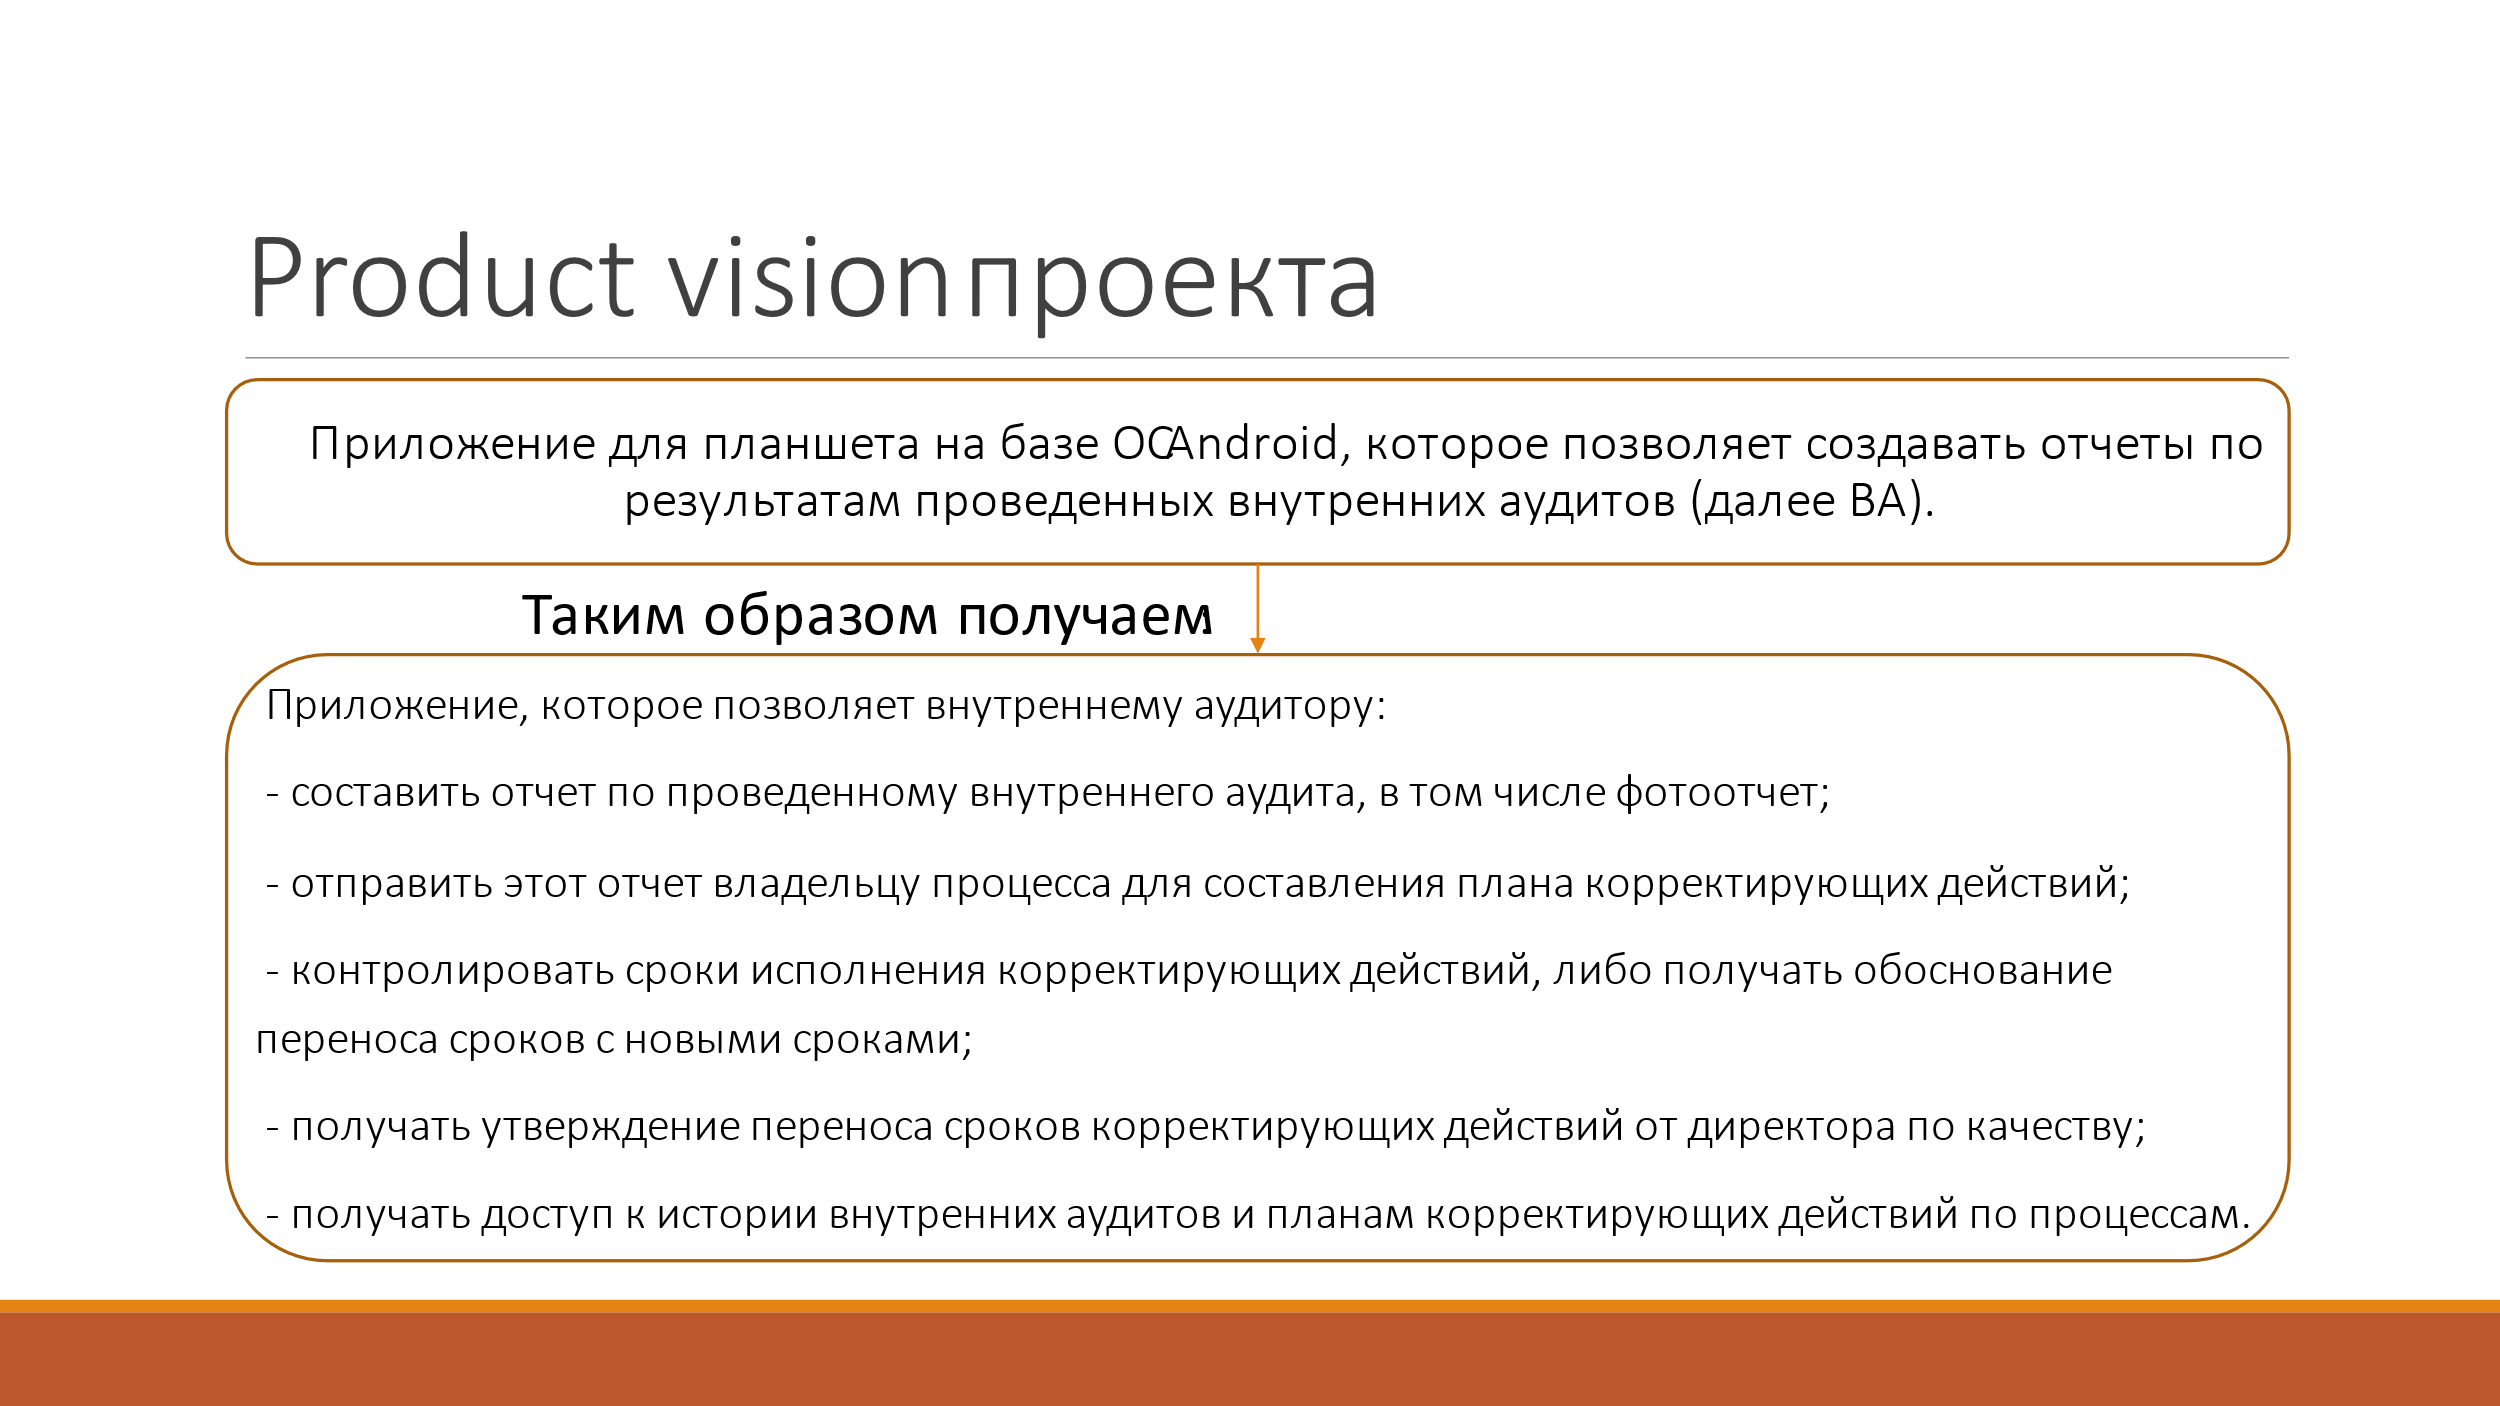 Product vision проекта
Приложение для планшета на базе ОС Android, которое позволяет создавать отчеты по
результатам проведенных внутренних аудитов (далее ВА).
Таким образом получаем:
Приложение, которое позволяет внутреннему аудитору:
- составить отчет по проведенному внутреннего аудита, в том числе фотоотчет;
- отправить этот отчет владельцу процесса для составления плана корректирующих действий;
- контролировать сроки исполнения корректирующих действий, либо получать обоснование
переноса сроков с новыми сроками;
- получать утверждение переноса сроков корректирующих действий от директора по качеству;
- получать доступ к истории внутренних аудитов и планам корректирующих действий по процессам.